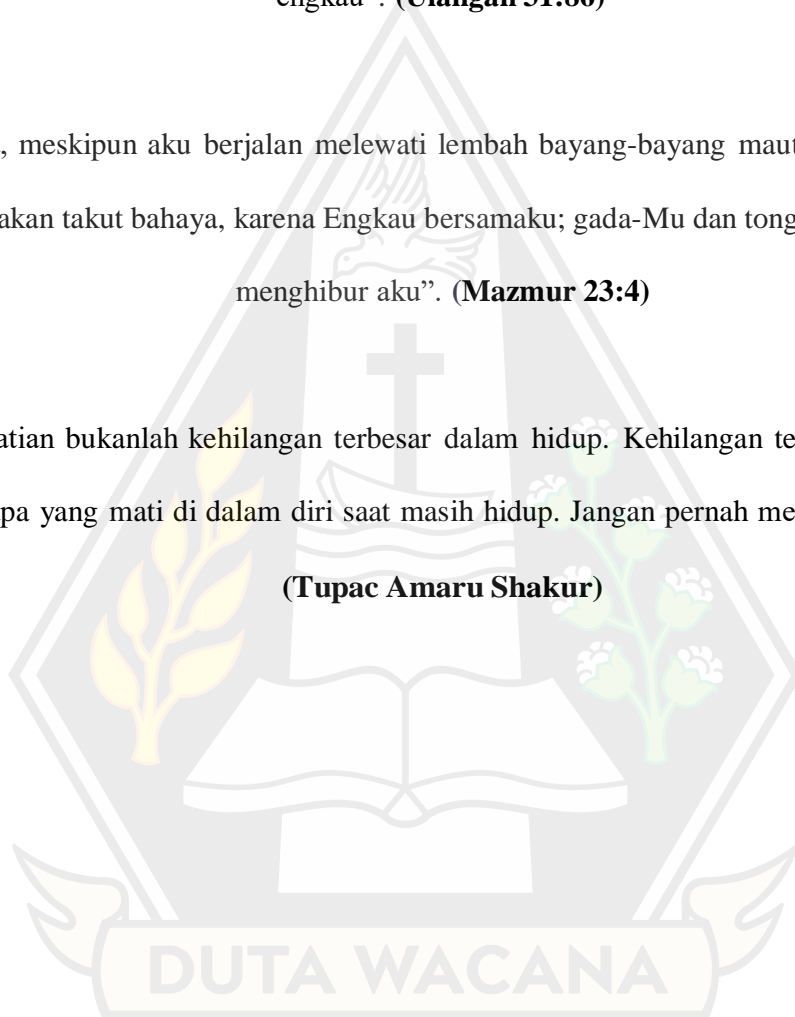 engkau”. (Ulangan
, meskipun aku berjalan melewati lembah bayang-bayang maut
akan takut bahaya, karena Engkau bersamaku; gada-Mu dan tong
menghibur aku”. (Mazmur 23:4)
atian bukanlah kehilangan terbesar dalam hidup. Kehilangan te
pa yang mati di dalam diri saat masih hidup. Jangan pernah me
(Tupac Amaru Shakur)
DUTA WACANA